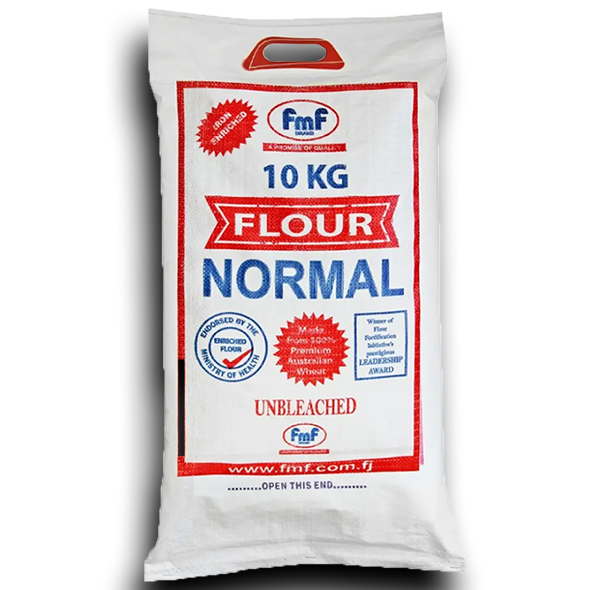 IRON
ENRICHED
FMF
BRAND
A PROMISE OF QUALITY
10 KG
FLOUR
NORMAL
ENDORSED BY THE
ENRICHED
FLOUR
MINISTRY OF HEALTH
Made
from 100%
Premium
Australian
Wheat
Winner of
Flour
Fortification
Initiative's
prestigious
LEADERSHIP
AWARD
UNBLEACHED
FMF
www.fmf.com.fj
.........OPEN THIS END.........